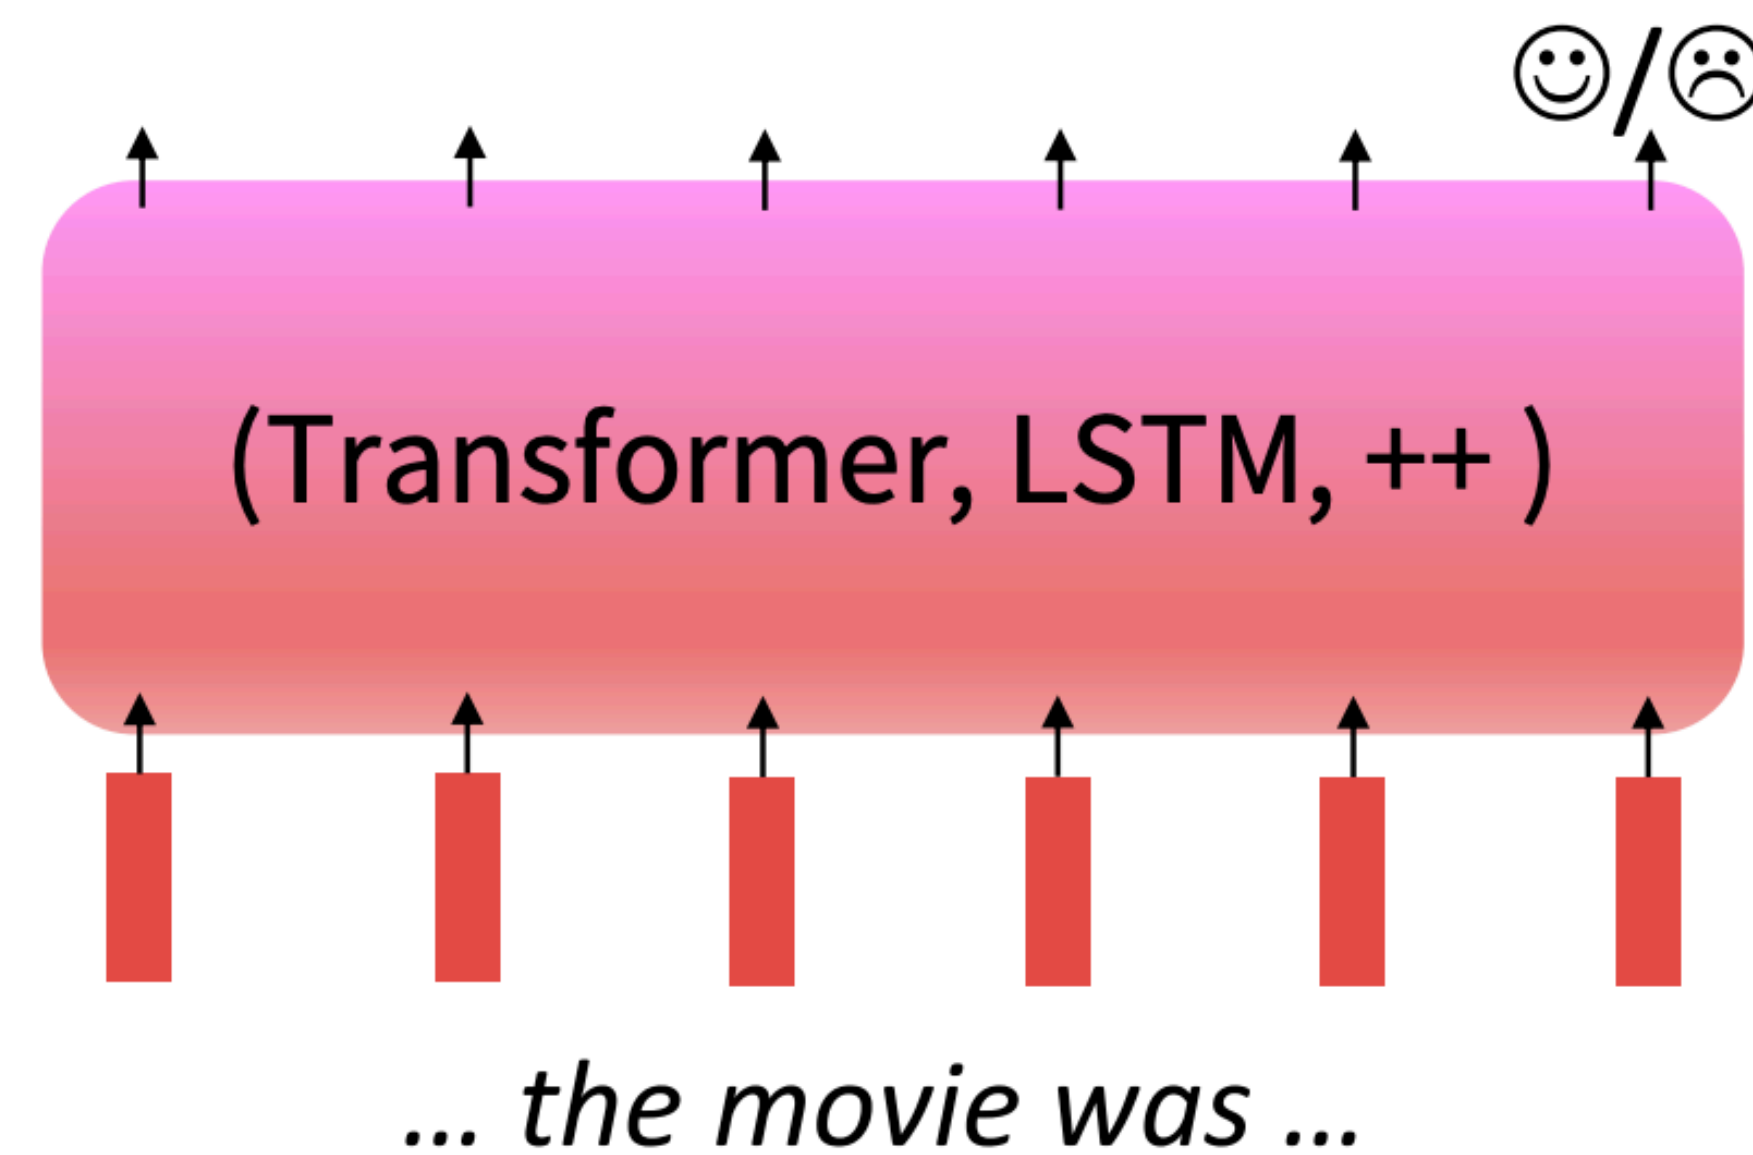 ☺/☹
(Transformer, LSTM, ++ )
... the movie was ...